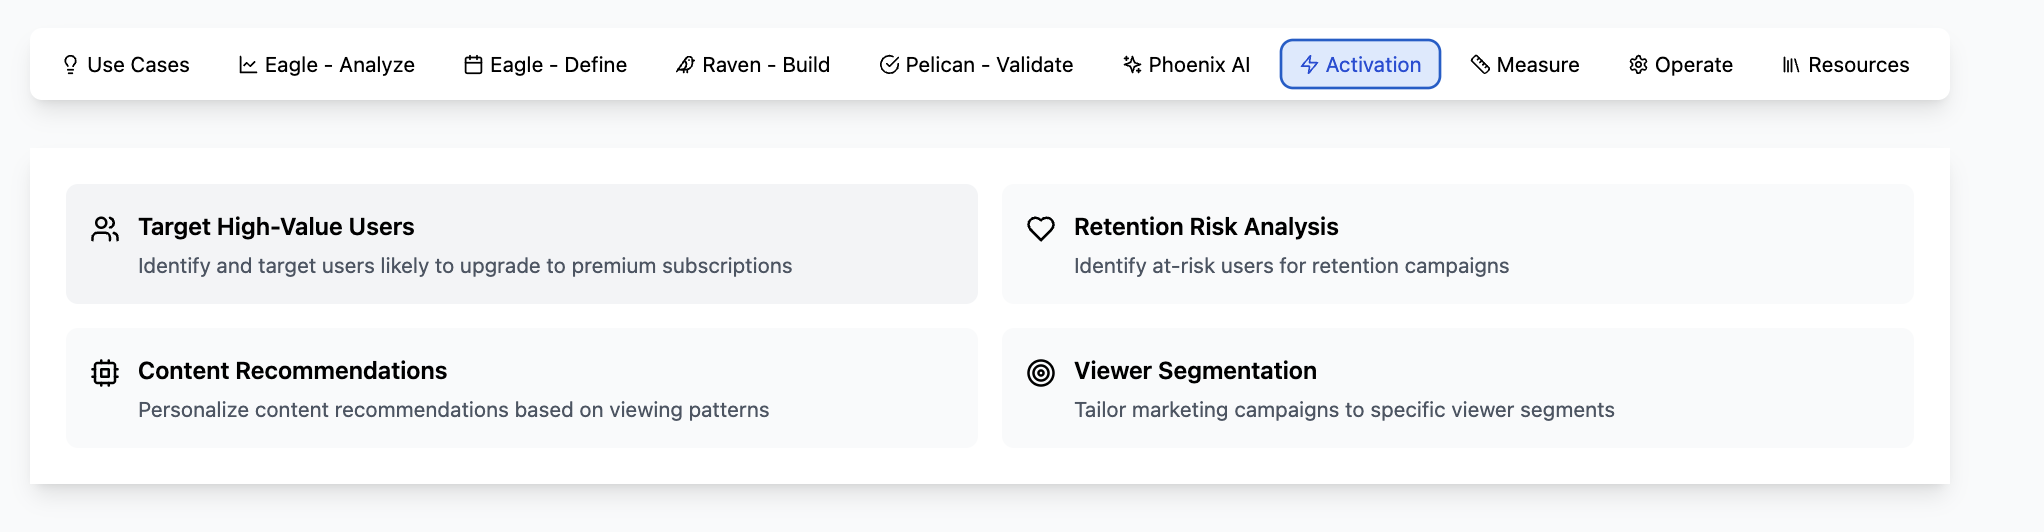 Use Cases
Eagle - Analyze
Eagle - Define
Raven - Build
Pelican - Validate
Phoenix AI
Activation
Measure
Operate
Resources
Target High-Value Users
Identify and target users likely to upgrade to premium subscriptions
Retention Risk Analysis
Identify at-risk users for retention campaigns
Content Recommendations
Personalize content recommendations based on viewing patterns
Viewer Segmentation
Tailor marketing campaigns to specific viewer segments